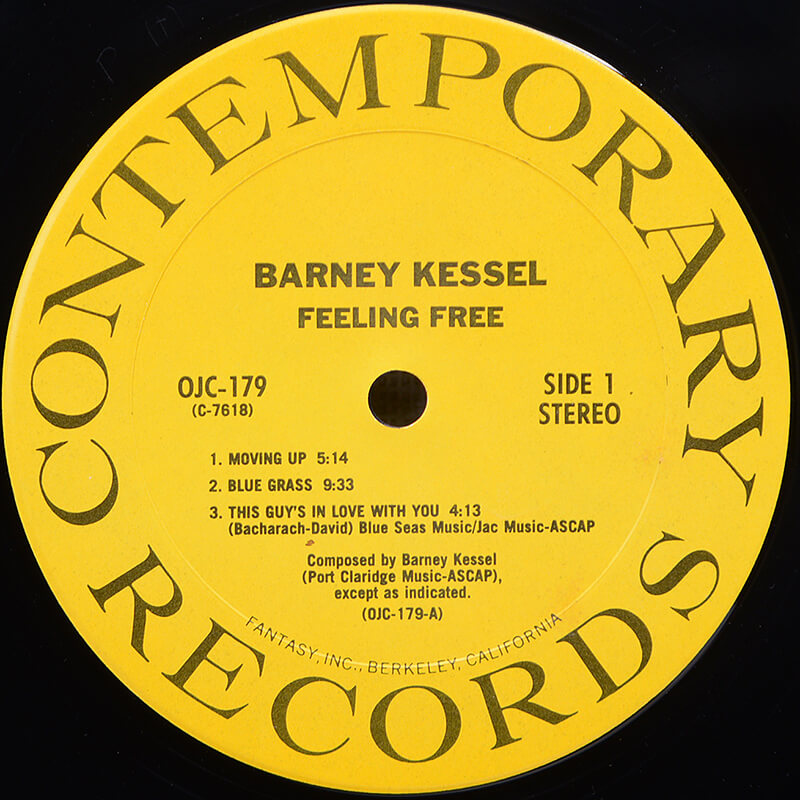 CONTEMPORARY
RECORDS
BARNEY KESSEL
FEELING FREE
OJC-179
(C-7618)
SIDE 1
STEREO
1. MOVING UP 5:14
2. BLUE GRASS 9:33
3. THIS GUY'S IN LOVE WITH YOU 4:13
(Bacharach-David) Blue Seas Music/Jac Music-ASCAP
Composed by Barney Kessel
(Port Claridge Music-ASCAP),
except as indicated.
(OJC-179-A)
FANTASY, INC., BERKELEY, CALIFORNIA